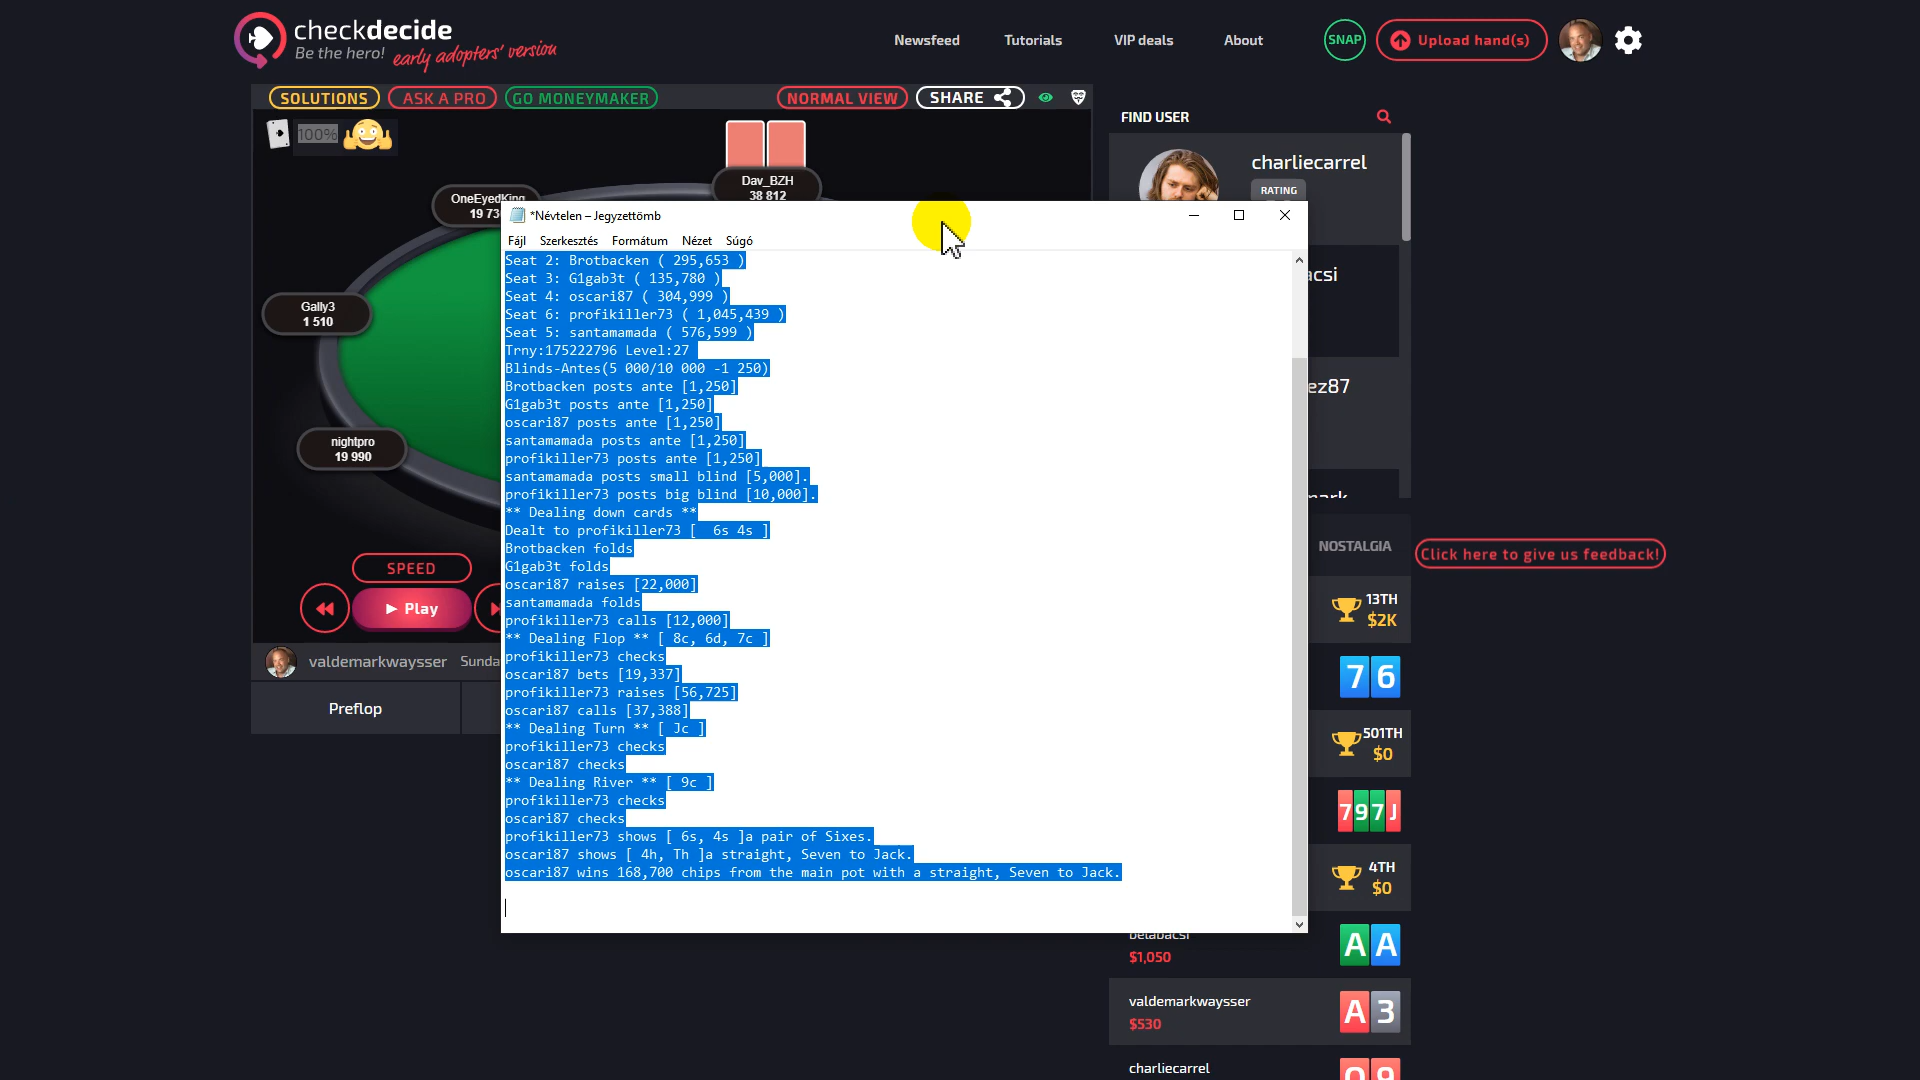 checkdecide
Be the hero! early adopters' version
Newsfeed
Tutorials
VIP deals
About
SNAP
Upload hand(s)
SOLUTIONS
ASK A PRO
GO MONEYMAKER
NORMAL VIEW
SHARE
100%
Dav_BZH
38 812
OneEyedKing
19 73
Gally3
1 510
nightpro
19 990
SPEED
Play
valdemarkwaysser Sunda
Preflop
*Névtelen – Jegyzettömb
Fájl Szerkesztés Formátum Nézet Súgó
Seat 2: Brotbacken ( 295,653 )
Seat 3: G1gab3t ( 135,780 )
Seat 4: oscari87 ( 304,999 )
Seat 6: profikiller73 ( 1,045,439 )
Seat 5: santamamada ( 576,599 )
Trny:175222796 Level:27
Blinds-Antes(5 000/10 000 -1 250)
Brotbacken posts ante [1,250]
G1gab3t posts ante [1,250]
oscari87 posts ante [1,250]
santamamada posts ante [1,250]
profikiller73 posts ante [1,250]
santamamada posts small blind [5,000].
profikiller73 posts big blind [10,000].
** Dealing down cards **
Dealt to profikiller73 [  6s 4s ]
Brotbacken folds
G1gab3t folds
oscari87 raises [22,000]
santamamada folds
profikiller73 calls [12,000]
** Dealing Flop ** [ 8c, 6d, 7c ]
profikiller73 checks
oscari87 bets [19,337]
profikiller73 raises [56,725]
oscari87 calls [37,388]
** Dealing Turn ** [ Jc ]
profikiller73 checks
oscari87 checks
** Dealing River ** [ 9c ]
profikiller73 checks
oscari87 checks
profikiller73 shows [ 6s, 4s ]a pair of Sixes.
oscari87 shows [ 4h, Th ]a straight, Seven to Jack.
oscari87 wins 168,700 chips from the main pot with a straight, Seven to Jack.
FIND USER
charliecarrel
RATING
acsi
ez87
NOSTALGIA
Click here to give us feedback!
13TH
$2K
7 6
501TH
$0
7 9 7 J
4TH
$0
belabacsi
$1,050
A A
valdemarkwaysser
$530
A 3
charliecarrel
Q 9